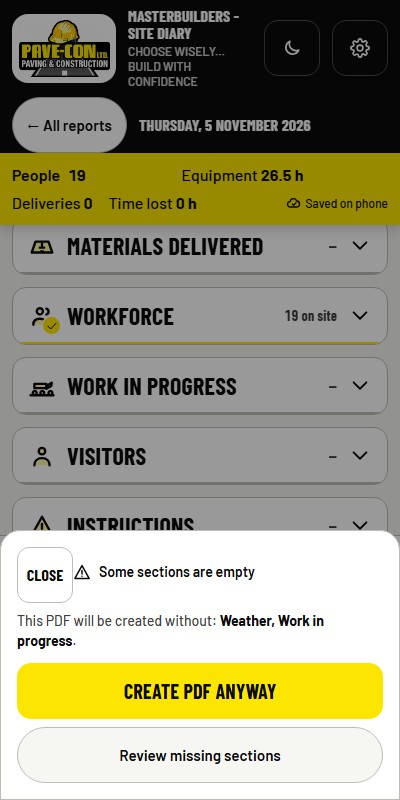 PAVE-CON LTD.
PAVING & CONSTRUCTION
MASTERBUILDERS -
SITE DIARY
CHOOSE WISELY...
BUILD WITH
CONFIDENCE
← All reports
THURSDAY, 5 NOVEMBER 2026
People 19
Equipment 26.5 h
Deliveries 0
Time lost 0 h
Saved on phone
MATERIALS DELIVERED –
WORKFORCE 19 on site
WORK IN PROGRESS –
VISITORS –
INSTRUCTIONS –
CLOSE
Some sections are empty
This PDF will be created without: Weather, Work in
progress.
CREATE PDF ANYWAY
Review missing sections